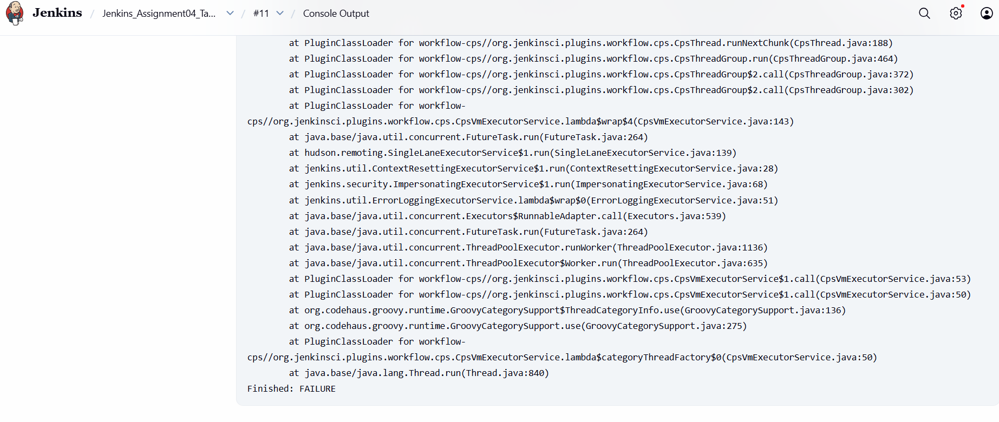 Jenkins / Jenkins_Assignment04_Ta... / #11 / Console Output
at PluginClassLoader for workflow-cps//org.jenkinsci.plugins.workflow.cps.CpsThread.runNextChunk(CpsThread.java:188)
at PluginClassLoader for workflow-cps//org.jenkinsci.plugins.workflow.cps.CpsThreadGroup.run(CpsThreadGroup.java:464)
at PluginClassLoader for workflow-cps//org.jenkinsci.plugins.workflow.cps.CpsThreadGroup$2.call(CpsThreadGroup.java:372)
at PluginClassLoader for workflow-cps//org.jenkinsci.plugins.workflow.cps.CpsThreadGroup$2.call(CpsThreadGroup.java:302)
at PluginClassLoader for workflow-
cps//org.jenkinsci.plugins.workflow.cps.CpsVmExecutorService.lambda$wrap$4(CpsVmExecutorService.java:143)
at java.base/java.util.concurrent.FutureTask.run(FutureTask.java:264)
at hudson.remoting.SingleLaneExecutorService$1.run(SingleLaneExecutorService.java:139)
at jenkins.util.ContextResettingExecutorService$1.run(ContextResettingExecutorService.java:28)
at jenkins.security.ImpersonatingExecutorService$1.run(ImpersonatingExecutorService.java:68)
at jenkins.util.ErrorLoggingExecutorService.lambda$wrap$0(ErrorLoggingExecutorService.java:51)
at java.base/java.util.concurrent.Executors$RunnableAdapter.call(Executors.java:539)
at java.base/java.util.concurrent.FutureTask.run(FutureTask.java:264)
at java.base/java.util.concurrent.ThreadPoolExecutor.runWorker(ThreadPoolExecutor.java:1136)
at java.base/java.util.concurrent.ThreadPoolExecutor$Worker.run(ThreadPoolExecutor.java:635)
at PluginClassLoader for workflow-cps//org.jenkinsci.plugins.workflow.cps.CpsVmExecutorService$1.call(CpsVmExecutorService.java:53)
at PluginClassLoader for workflow-cps//org.jenkinsci.plugins.workflow.cps.CpsVmExecutorService$1.call(CpsVmExecutorService.java:50)
at org.codehaus.groovy.runtime.GroovyCategorySupport$ThreadCategoryInfo.use(GroovyCategorySupport.java:136)
at org.codehaus.groovy.runtime.GroovyCategorySupport.use(GroovyCategorySupport.java:275)
at PluginClassLoader for workflow-
cps//org.jenkinsci.plugins.workflow.cps.CpsVmExecutorService.lambda$categoryThreadFactory$0(CpsVmExecutorService.java:50)
at java.base/java.lang.Thread.run(Thread.java:840)
Finished: FAILURE